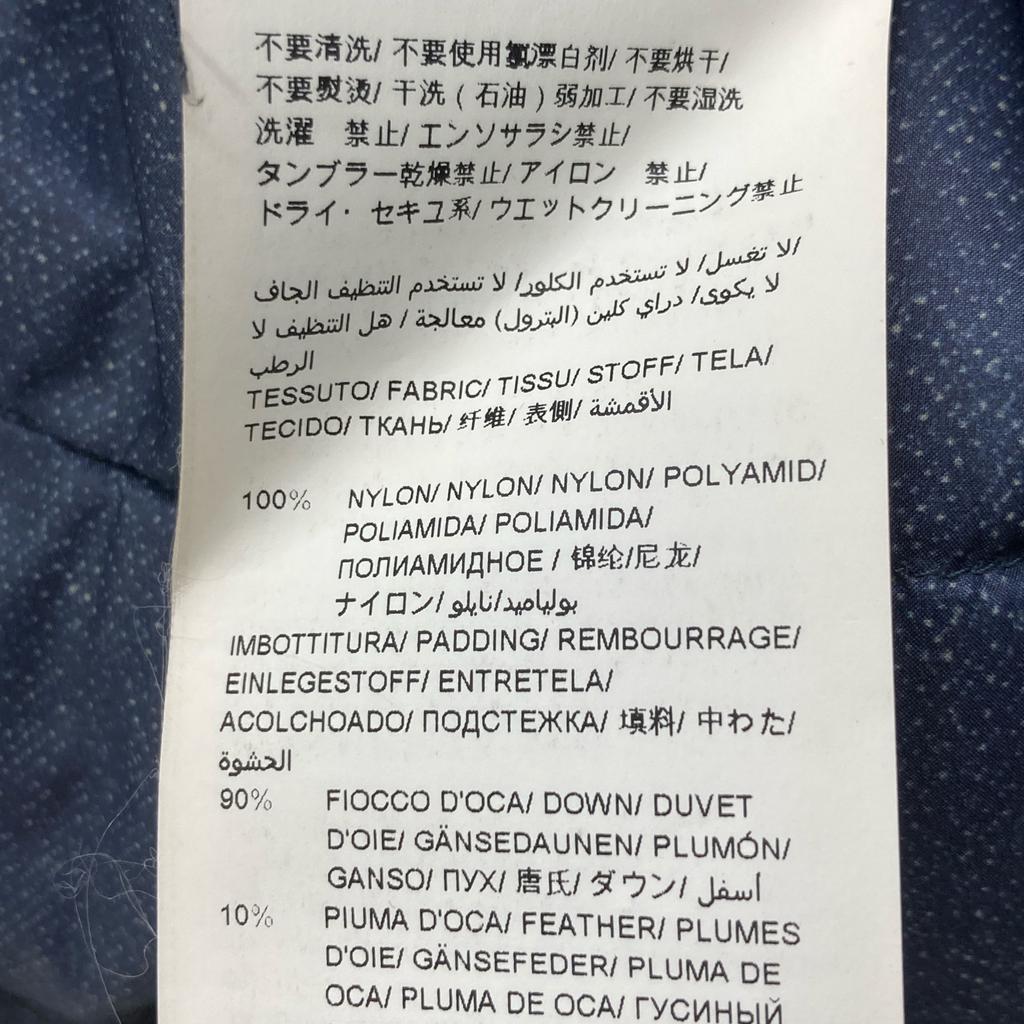 不要清洗/ 不要使用氯漂白剂/ 不要烘干/
不要熨烫/ 干洗 ( 石油 ) 弱加工/ 不要湿洗
洗濯　禁止/ エンソサラシ禁止/
タンブラー乾燥禁止/ アイロン　禁止/
ドライ・ セキユ系/ ウエットクリーニング禁止
/لا تغسل/ لا تستخدم الكلور/ لا تستخدم التنظيف الجاف
لا يكوى/ دراي كلين (البترول) معالجة / هل التنظيف لا
الرطب
TESSUTO/ FABRIC/ TISSU/ STOFF/ TELA/
TECIDO/ ТКАНЬ/ 纤维/ 表側/ الأقمشة
100% NYLON/ NYLON/ NYLON/ POLYAMID/
POLIAMIDA/ POLIAMIDA/
ПОЛИАМИДНОЕ / 锦纶/尼龙/
ナイロン/ بولياميد/نايلو
IMBOTTITURA/ PADDING/ REMBOURRAGE/
EINLEGESTOFF/ ENTRETELA/
ACOLCHOADO/ ПОДСТЕЖКА/ 填料/ 中わた/
الحشوة
90% FIOCCO D'OCA/ DOWN/ DUVET
D'OIE/ GÄNSEDAUNEN/ PLUMÓN/
GANSO/ ПУХ/ 唐氏/ ダウン/ أسفل
10% PIUMA D'OCA/ FEATHER/ PLUMES
D'OIE/ GÄNSEFEDER/ PLUMA DE
OCA/ PLUMA DE OCA/ ГУСИНЫЙ